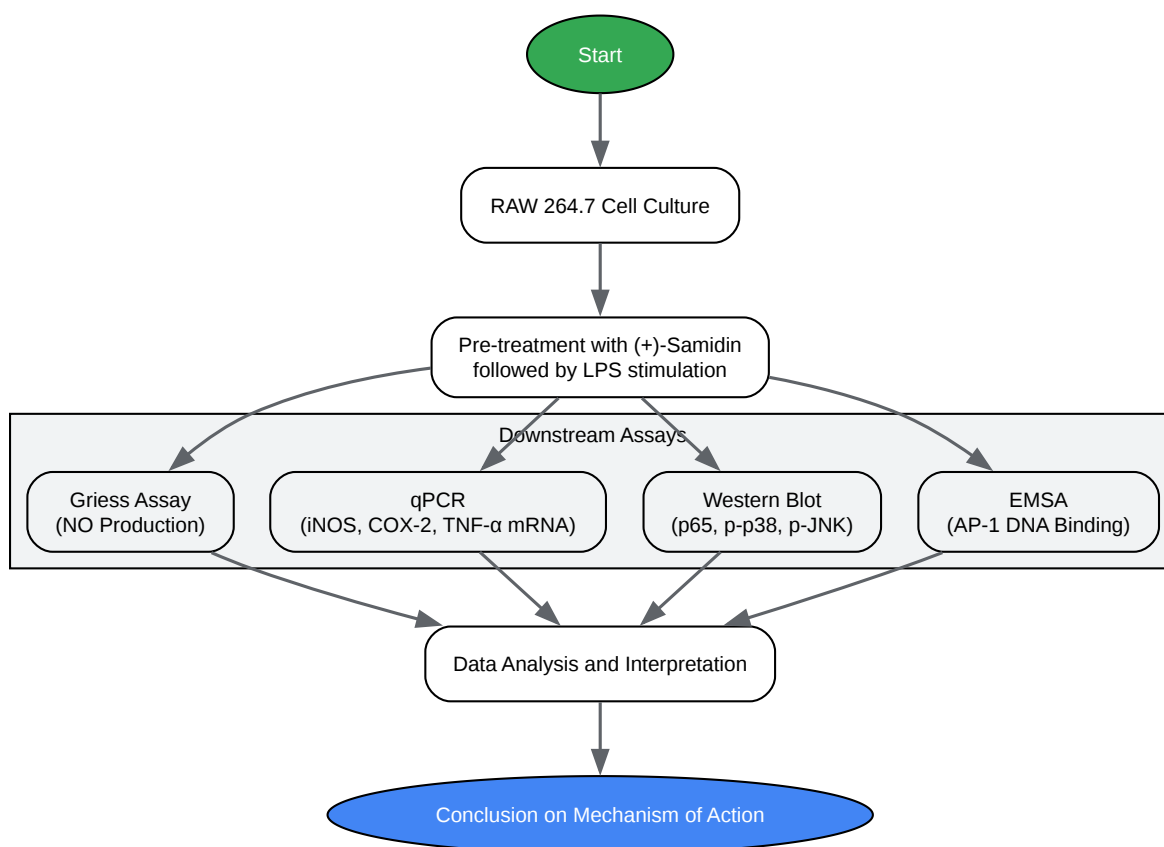 Start
RAW 264.7 Cell Culture
Pre-treatment with (+)-Samidin
followed by LPS stimulation
Downstream Assays
Griess Assay
(NO Production)
qPCR
(iNOS, COX-2, TNF-α mRNA)
Western Blot
(p65, p-p38, p-JNK)
EMSA
(AP-1 DNA Binding)
Data Analysis and Interpretation
Conclusion on Mechanism of Action